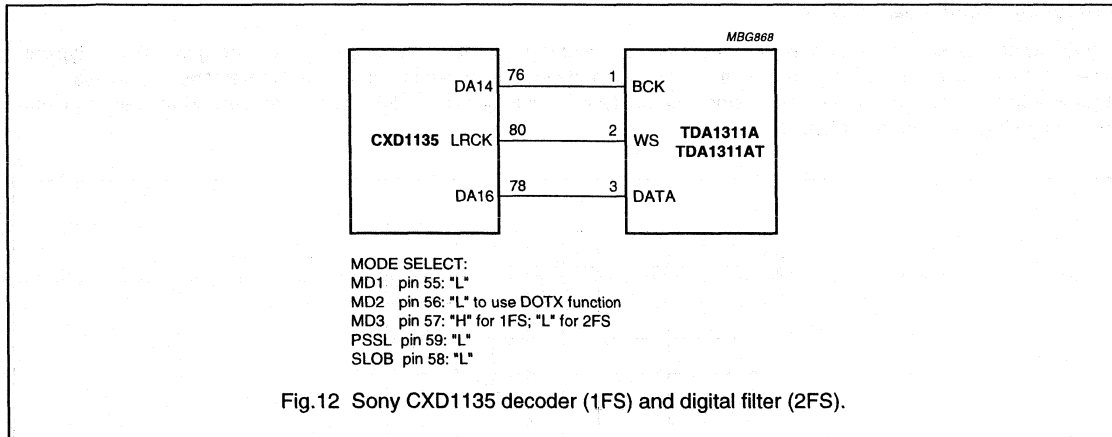 MBG868
DA14 76 1 BCK
CXD1135 LRCK 80 2 WS TDA1311A
TDA1311AT
DA16 78 3 DATA
MODE SELECT:
MD1 pin 55: "L"
MD2 pin 56: "L" to use DOTX function
MD3 pin 57: "H" for 1FS; "L" for 2FS
PSSL pin 59: "L"
SLOB pin 58: "L"
Fig.12 Sony CXD1135 decoder (1FS) and digital filter (2FS).